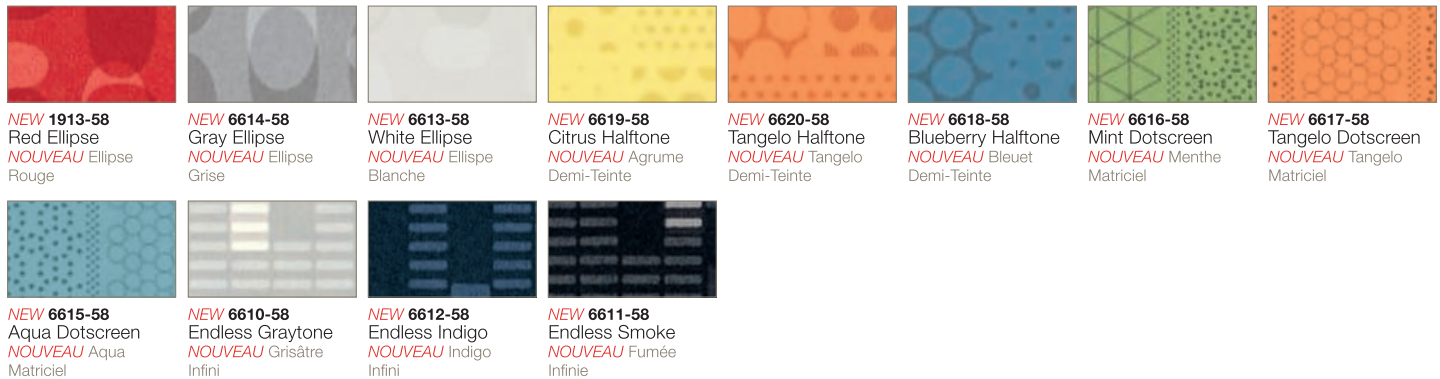 NEW 1913-58
Red Ellipse
NOUVEAU Ellipse
Rouge
NEW 6614-58
Gray Ellipse
NOUVEAU Ellipse
Grise
NEW 6613-58
White Ellipse
NOUVEAU Ellispe
Blanche
NEW 6619-58
Citrus Halftone
NOUVEAU Agrume
Demi-Teinte
NEW 6620-58
Tangelo Halftone
NOUVEAU Tangelo
Demi-Teinte
NEW 6618-58
Blueberry Halftone
NOUVEAU Bleuet
Demi-Teinte
NEW 6616-58
Mint Dotscreen
NOUVEAU Menthe
Matriciel
NEW 6617-58
Tangelo Dotscreen
NOUVEAU Tangelo
Matriciel
NEW 6615-58
Aqua Dotscreen
NOUVEAU Aqua
Matriciel
NEW 6610-58
Endless Graytone
NOUVEAU Grisâtre
Infini
NEW 6612-58
Endless Indigo
NOUVEAU Indigo
Infini
NEW 6611-58
Endless Smoke
NOUVEAU Fumée
Infinie